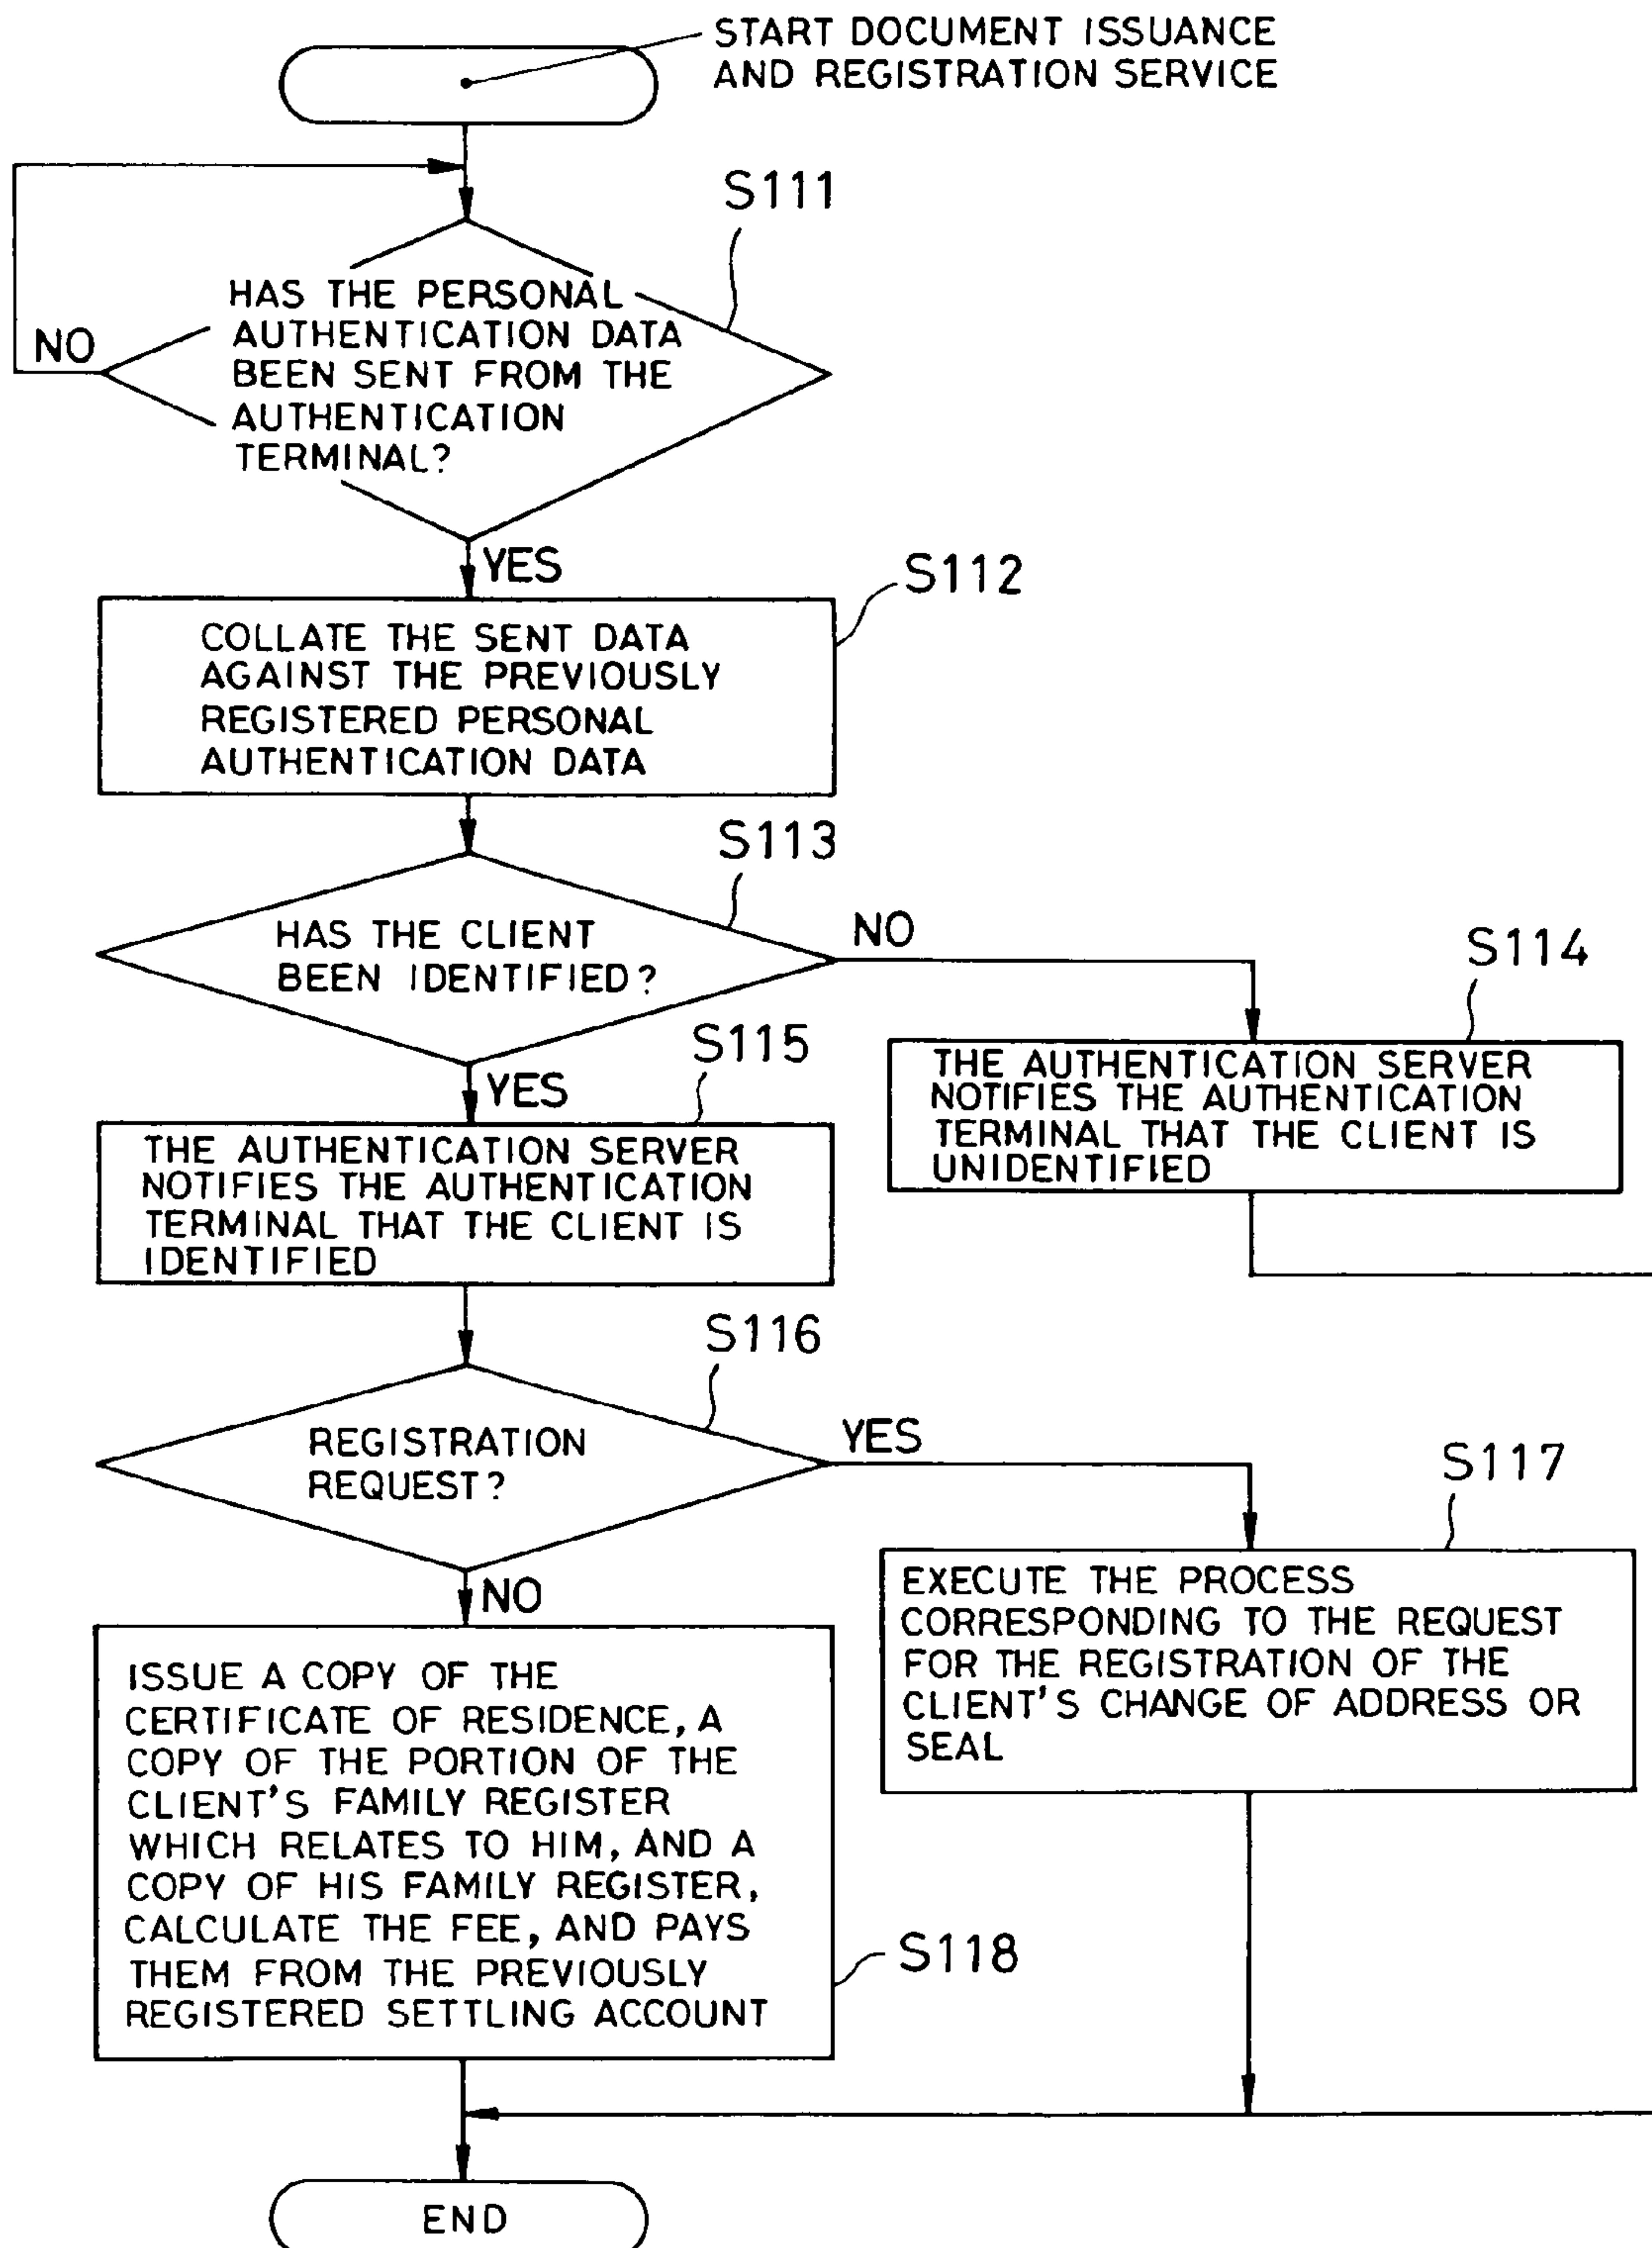 START DOCUMENT ISSUANCE
AND REGISTRATION SERVICE
S111
HAS THE PERSONAL
AUTHENTICATION DATA
BEEN SENT FROM THE
AUTHENTICATION
TERMINAL?
NO
YES
S112
COLLATE THE SENT DATA
AGAINST THE PREVIOUSLY
REGISTERED PERSONAL
AUTHENTICATION DATA
S113
HAS THE CLIENT
BEEN IDENTIFIED?
NO
S114
THE AUTHENTICATION SERVER
NOTIFIES THE AUTHENTICATION
TERMINAL THAT THE CLIENT IS
UNIDENTIFIED
YES
S115
THE AUTHENTICATION SERVER
NOTIFIES THE AUTHENTICATION
TERMINAL THAT THE CLIENT IS
IDENTIFIED
S116
REGISTRATION
REQUEST?
YES
S117
EXECUTE THE PROCESS
CORRESPONDING TO THE REQUEST
FOR THE REGISTRATION OF THE
CLIENT'S CHANGE OF ADDRESS OR
SEAL
NO
ISSUE A COPY OF THE
CERTIFICATE OF RESIDENCE, A
COPY OF THE PORTION OF THE
CLIENT'S FAMILY REGISTER
WHICH RELATES TO HIM, AND A
COPY OF HIS FAMILY REGISTER,
CALCULATE THE FEE, AND PAYS
THEM FROM THE PREVIOUSLY
REGISTERED SETTLING ACCOUNT
S118
END